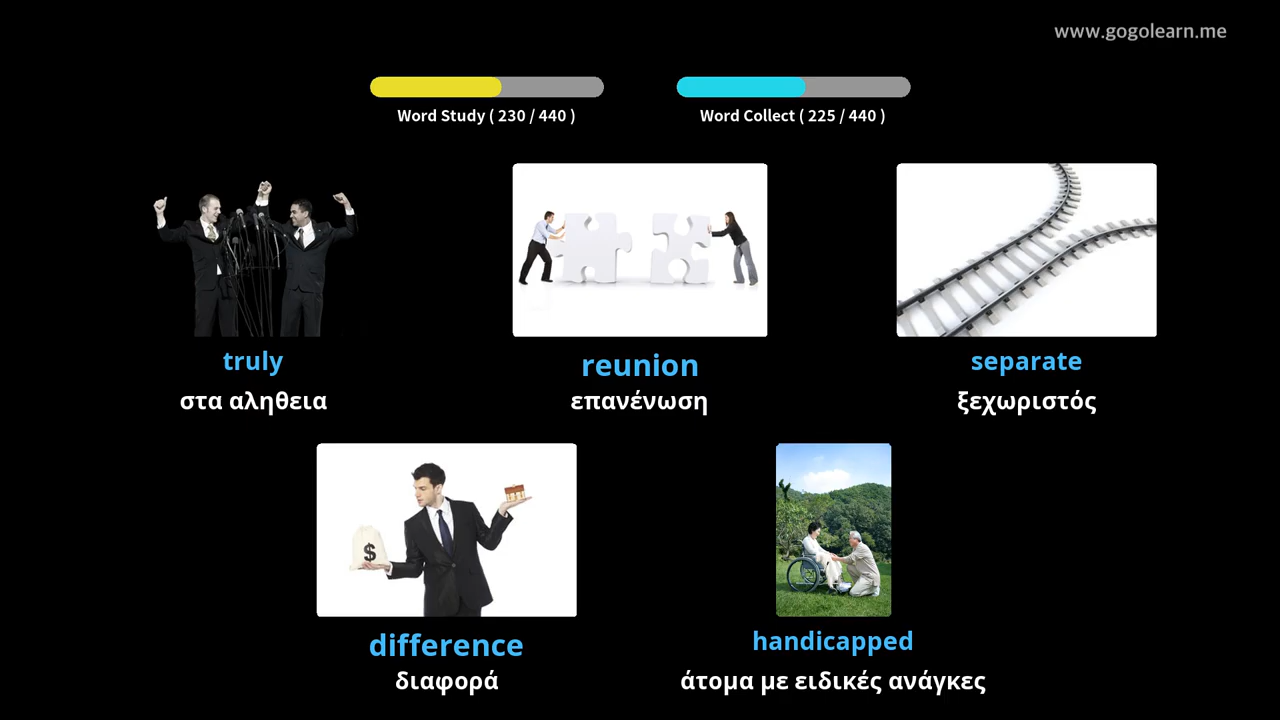 www.gogolearn.me
Word Study ( 230 / 440 )
Word Collect ( 225 / 440 )
truly
στα αληθεια
reunion
επανένωση
separate
ξεχωριστός
$
difference
διαφορά
handicapped
άτομα με ειδικές ανάγκες